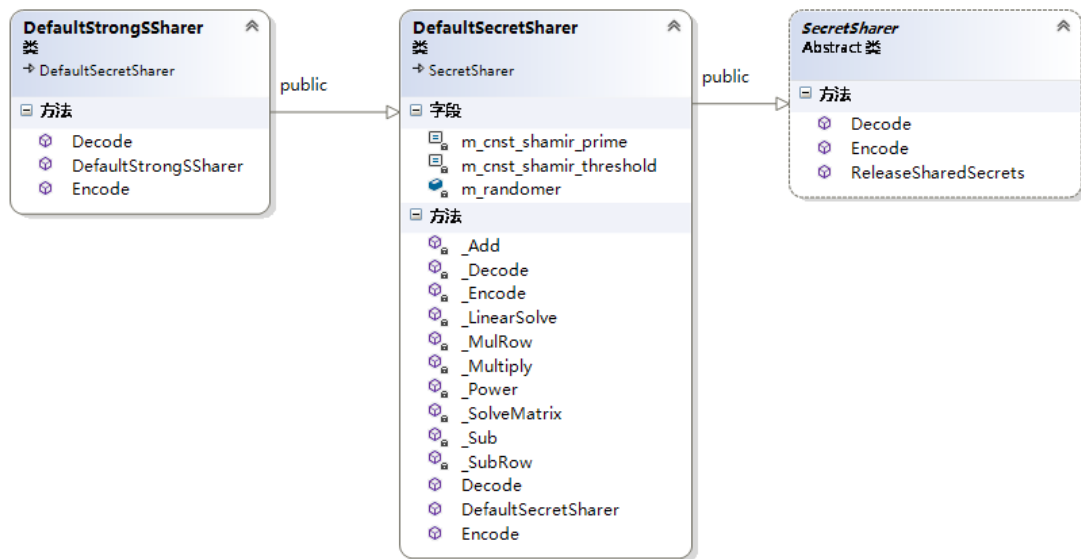 DefaultStrongSSharer
类
DefaultSecretSharer
方法
Decode
DefaultStrongSSharer
Encode
public
DefaultSecretSharer
类
SecretSharer
字段
m_cnst_shamir_prime
m_cnst_shamir_threshold
m_randomer
方法
_Add
_Decode
_Encode
_LinearSolve
_MulRow
_Multiply
_Power
_SolveMatrix
_Sub
_SubRow
Decode
DefaultSecretSharer
Encode
public
SecretSharer
Abstract 类
方法
Decode
Encode
ReleaseSharedSecrets